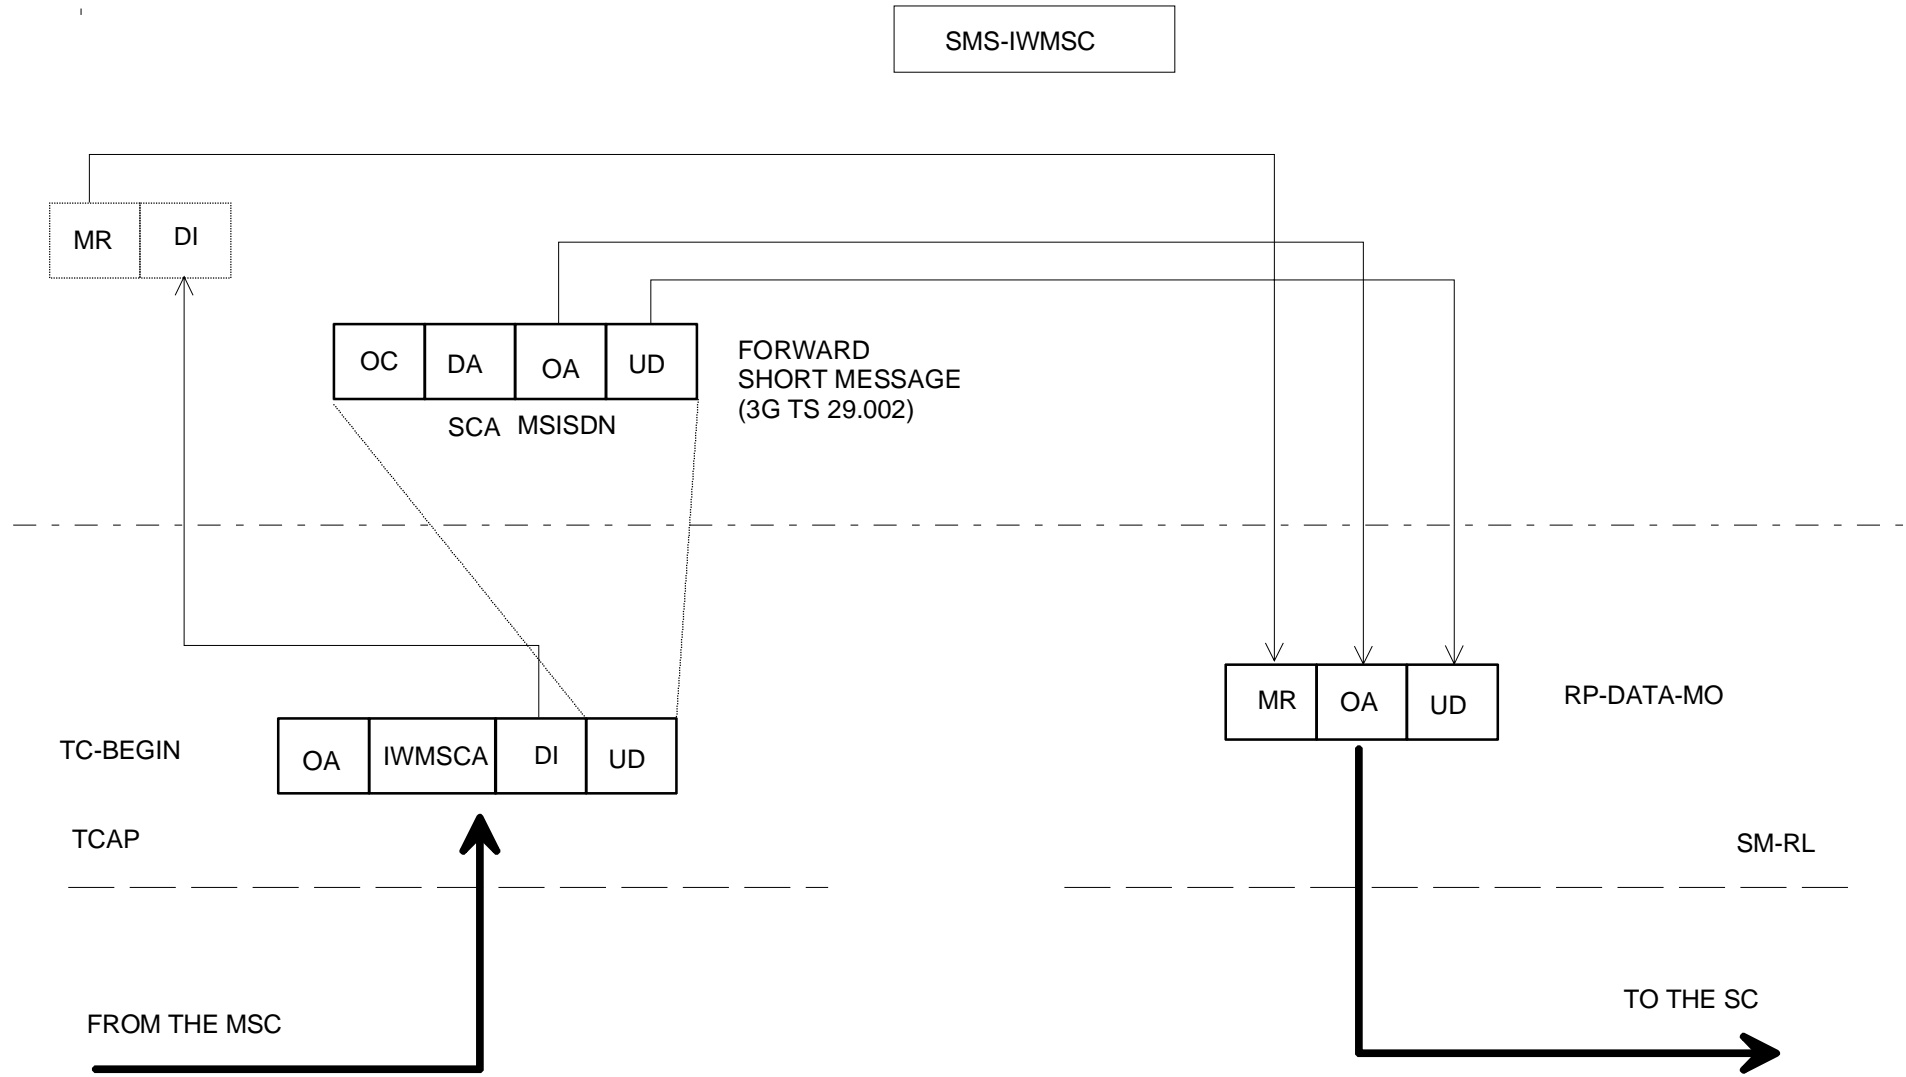 SMS-IWMSC
MR DI
OC DA OA UD
SCA MSISDN
FORWARD
SHORT MESSAGE
(3G TS 29.002)
MR OA UD
RP-DATA-MO
TC-BEGIN
OA IWMSCA DI UD
TCAP
SM-RL
FROM THE MSC
TO THE SC